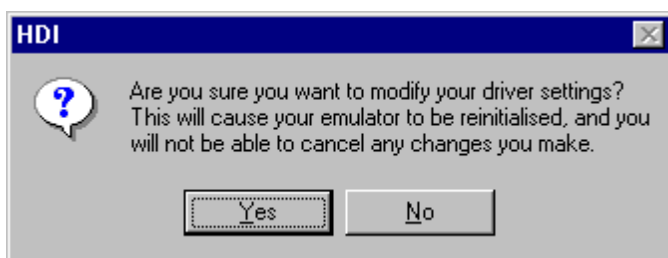 HDI
Are you sure you want to modify your driver settings?
This will cause your emulator to be reinitialised, and you
will not be able to cancel any changes you make.
Yes No